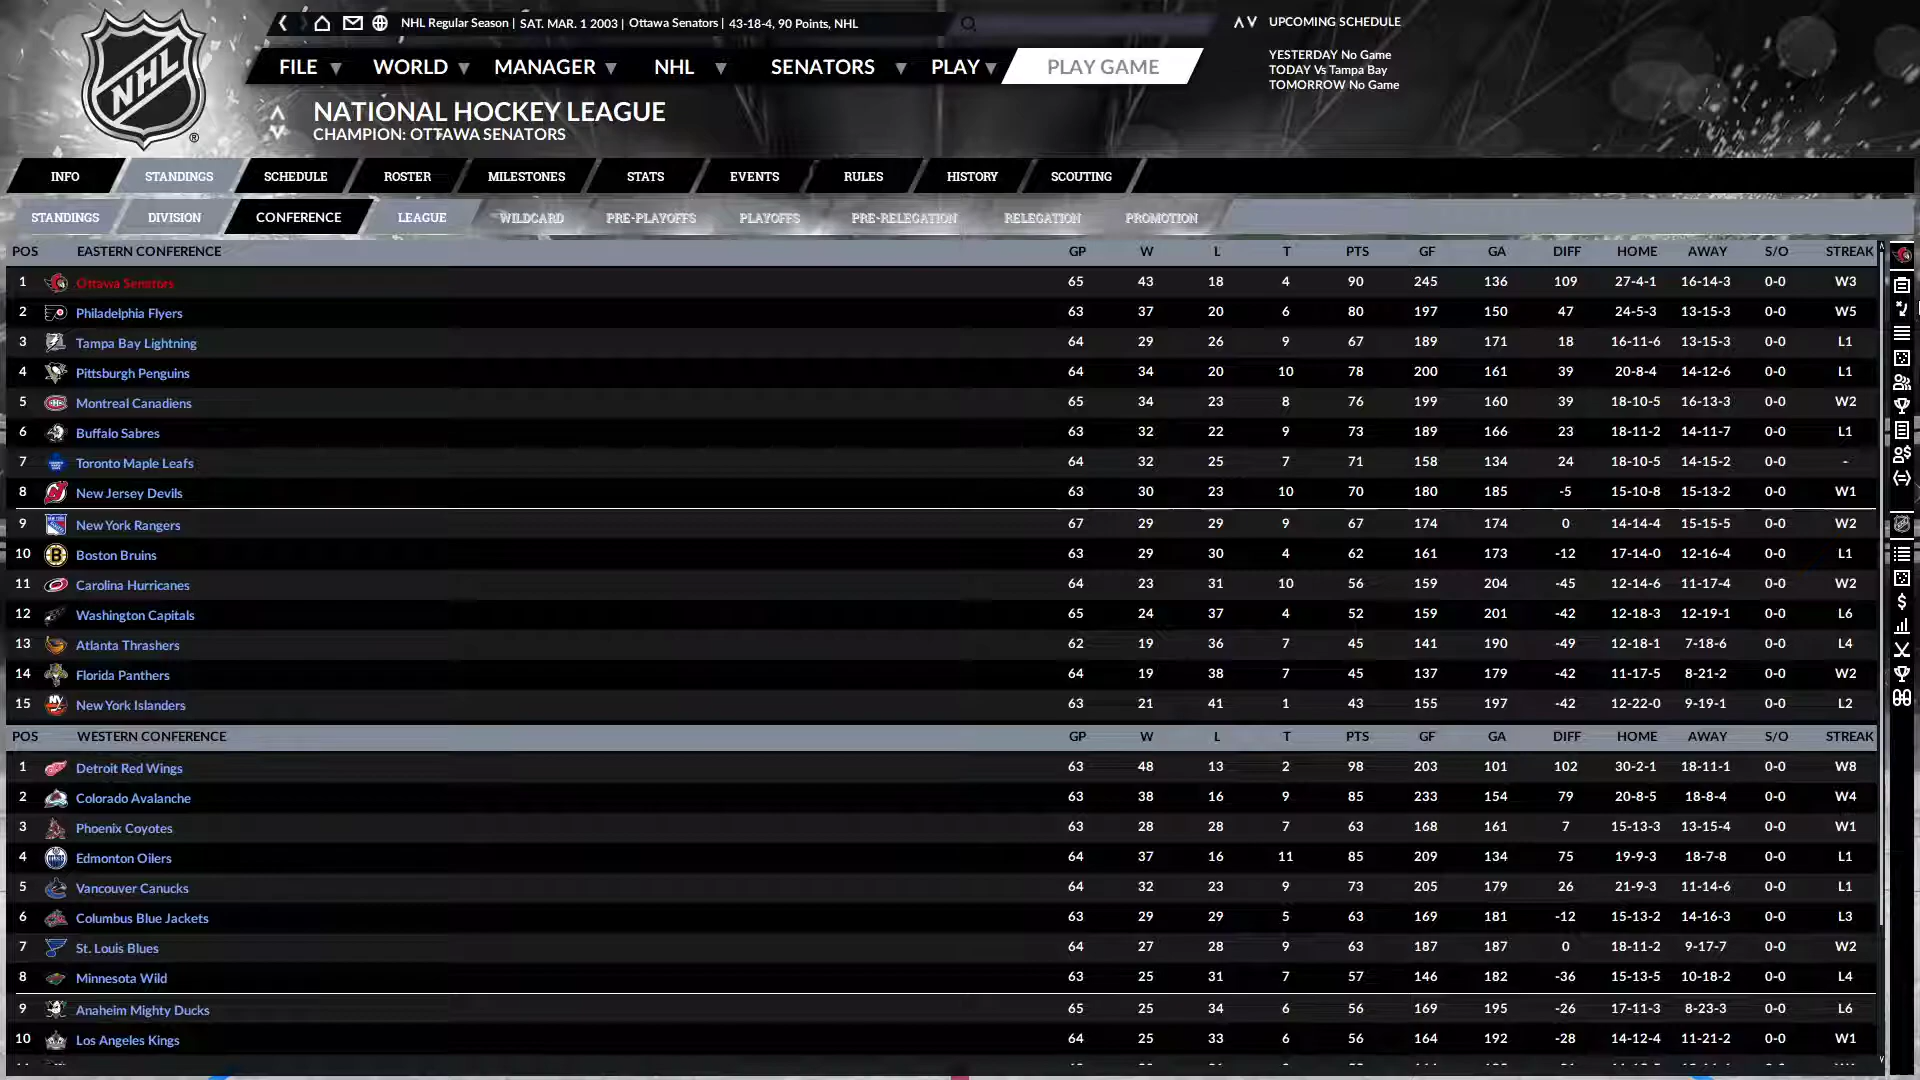 NHL Regular Season | SAT. MAR. 1 2003 | Ottawa Senators | 43-18-4, 90 Points, NHL
UPCOMING SCHEDULE
FILE WORLD MANAGER NHL SENATORS PLAY PLAY GAME
YESTERDAY No Game
TODAY Vs Tampa Bay
TOMORROW No Game
NHL
NATIONAL HOCKEY LEAGUE
CHAMPION: OTTAWA SENATORS
INFO STANDINGS SCHEDULE ROSTER MILESTONES STATS EVENTS RULES HISTORY SCOUTING
STANDINGS DIVISION CONFERENCE LEAGUE WILDCARD PRE-PLAYOFFS PLAYOFFS PRE-RELEGATION RELEGATION PROMOTION
POS EASTERN CONFERENCE GP W L T PTS GF GA DIFF HOME AWAY S/O STREAK
1 Ottawa Senators 65 43 18 4 90 245 136 109 27-4-1 16-14-3 0-0 W3
2 Philadelphia Flyers 63 37 20 6 80 197 150 47 24-5-3 13-15-3 0-0 W5
3 Tampa Bay Lightning 64 29 26 9 67 189 171 18 16-11-6 13-15-3 0-0 L1
4 Pittsburgh Penguins 64 34 20 10 78 200 161 39 20-8-4 14-12-6 0-0 L1
5 Montreal Canadiens 65 34 23 8 76 199 160 39 18-10-5 16-13-3 0-0 W2
6 Buffalo Sabres 63 32 22 9 73 189 166 23 18-11-2 14-11-7 0-0 L1
7 Toronto Maple Leafs 64 32 25 7 71 158 134 24 18-10-5 14-15-2 0-0 -
8 New Jersey Devils 63 30 23 10 70 180 185 -5 15-10-8 15-13-2 0-0 W1
9 New York Rangers 67 29 29 9 67 174 174 0 14-14-4 15-15-5 0-0 W2
10 Boston Bruins 63 29 30 4 62 161 173 -12 17-14-0 12-16-4 0-0 L1
11 Carolina Hurricanes 64 23 31 10 56 159 204 -45 12-14-6 11-17-4 0-0 W2
12 Washington Capitals 65 24 37 4 52 159 201 -42 12-18-3 12-19-1 0-0 L6
13 Atlanta Thrashers 62 19 36 7 45 141 190 -49 12-18-1 7-18-6 0-0 L4
14 Florida Panthers 64 19 38 7 45 137 179 -42 11-17-5 8-21-2 0-0 W2
15 New York Islanders 63 21 41 1 43 155 197 -42 12-22-0 9-19-1 0-0 L2
POS WESTERN CONFERENCE GP W L T PTS GF GA DIFF HOME AWAY S/O STREAK
1 Detroit Red Wings 63 48 13 2 98 203 101 102 30-2-1 18-11-1 0-0 W8
2 Colorado Avalanche 63 38 16 9 85 233 154 79 20-8-5 18-8-4 0-0 W4
3 Phoenix Coyotes 63 28 28 7 63 168 161 7 15-13-3 13-15-4 0-0 W1
4 Edmonton Oilers 64 37 16 11 85 209 134 75 19-9-3 18-7-8 0-0 L1
5 Vancouver Canucks 64 32 23 9 73 205 179 26 21-9-3 11-14-6 0-0 L1
6 Columbus Blue Jackets 63 29 29 5 63 169 181 -12 15-13-2 14-16-3 0-0 L3
7 St. Louis Blues 64 27 28 9 63 187 187 0 18-11-2 9-17-7 0-0 W2
8 Minnesota Wild 63 25 31 7 57 146 182 -36 15-13-5 10-18-2 0-0 L4
9 Anaheim Mighty Ducks 65 25 34 6 56 169 195 -26 17-11-3 8-23-3 0-0 L6
10 Los Angeles Kings 64 25 33 6 56 164 192 -28 14-12-4 11-21-2 0-0 W1